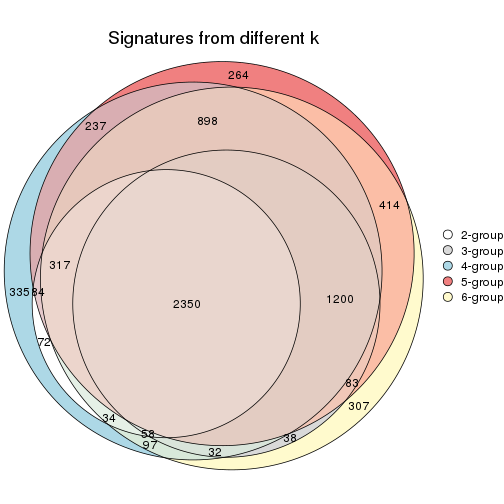 Signatures from different k
264
237
898
414
317
335
84
2350
1200
72
83
307
34
58
97
38
32
2-group
3-group
4-group
5-group
6-group